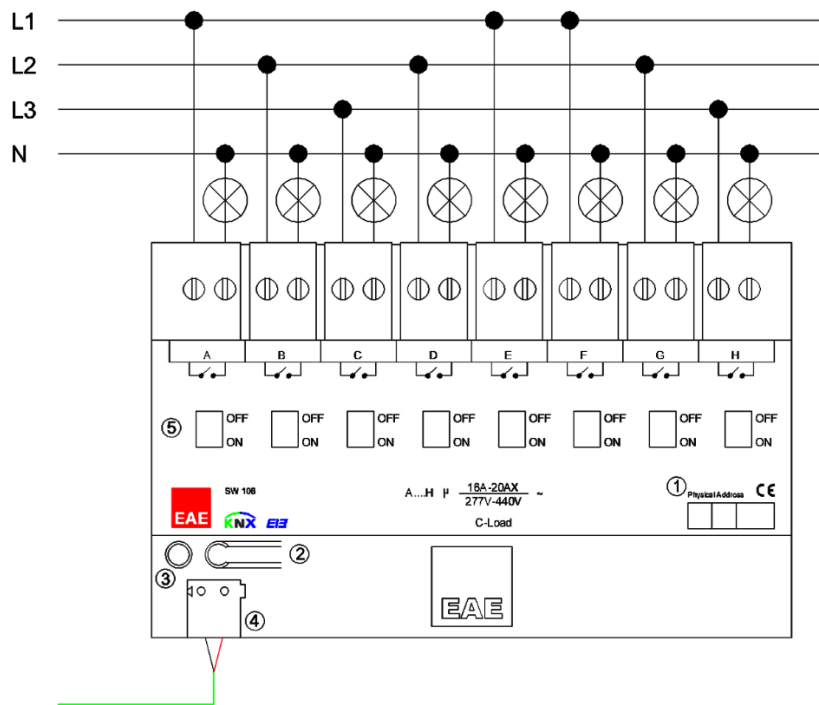 L1
L2
L3
N
A B C D E F G H
⑤ OFF OFF OFF OFF OFF OFF OFF OFF
ON ON ON ON ON ON ON ON
EAE
SW 108
KNX EIB
A....H µ 16A-20AX ~
277V-440V
C-Load
① Physical Address CE
②
③
④
EAE